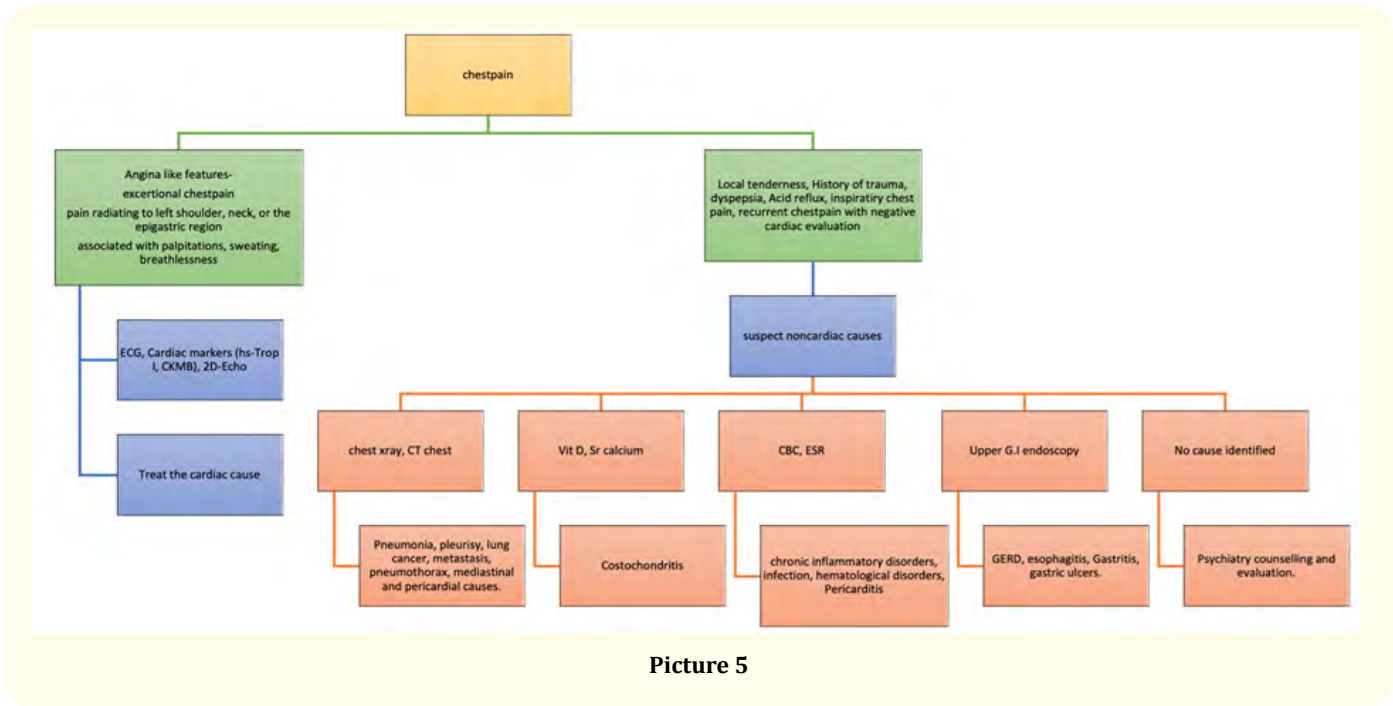 chestpain
Angina like features-
excertional chestpain
pain radiating to left shoulder, neck, or the
epigastric region
associated with palpitations, sweating,
breathlessness
Local tenderness, History of trauma,
dyspepsia, Acid reflux, inspiratiry chest
pain, recurrent chestpain with negative
cardiac evaluation
ECG, Cardiac markers (hs-Trop
I, CKMB), 2D-Echo
Treat the cardiac cause
suspect noncardiac causes
chest xray, CT chest
Vit D, Sr calcium
CBC, ESR
Upper G.I endoscopy
No cause identified
Pneumonia, pleurisy, lung
cancer, metastasis,
pneumothorax, mediastinal
and pericardial causes.
Costochondritis
chronic inflammatory disorders,
infection, hematological disorders,
Pericarditis
GERD, esophagitis, Gastritis,
gastric ulcers.
Psychiatry counselling and
evaluation.
Picture 5